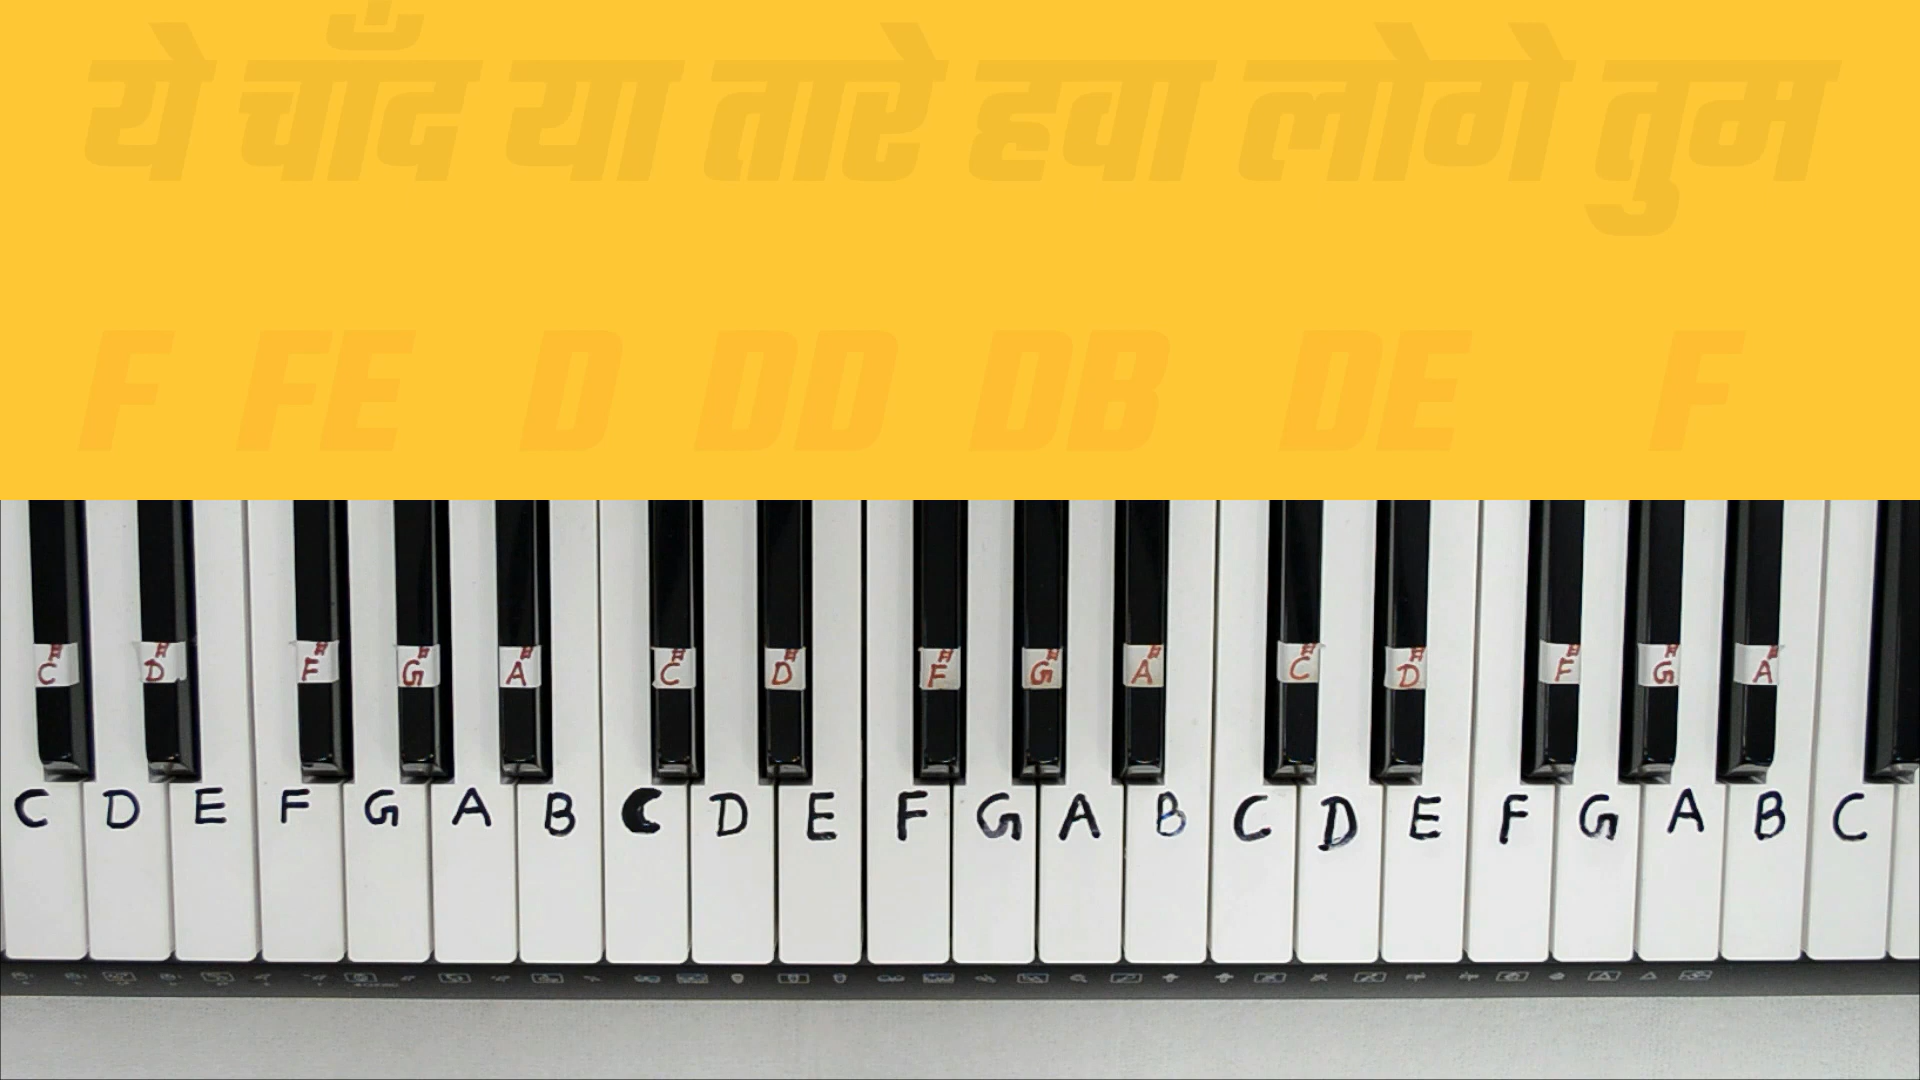 ये चाँद या तारे हवा लोगे तुम
F FE D DD DB DE F
C# D# F# G# A# C# D# F# G# A# C# D# F# G# A#
C D E F G A B C D E F G A B C D E F G A B C